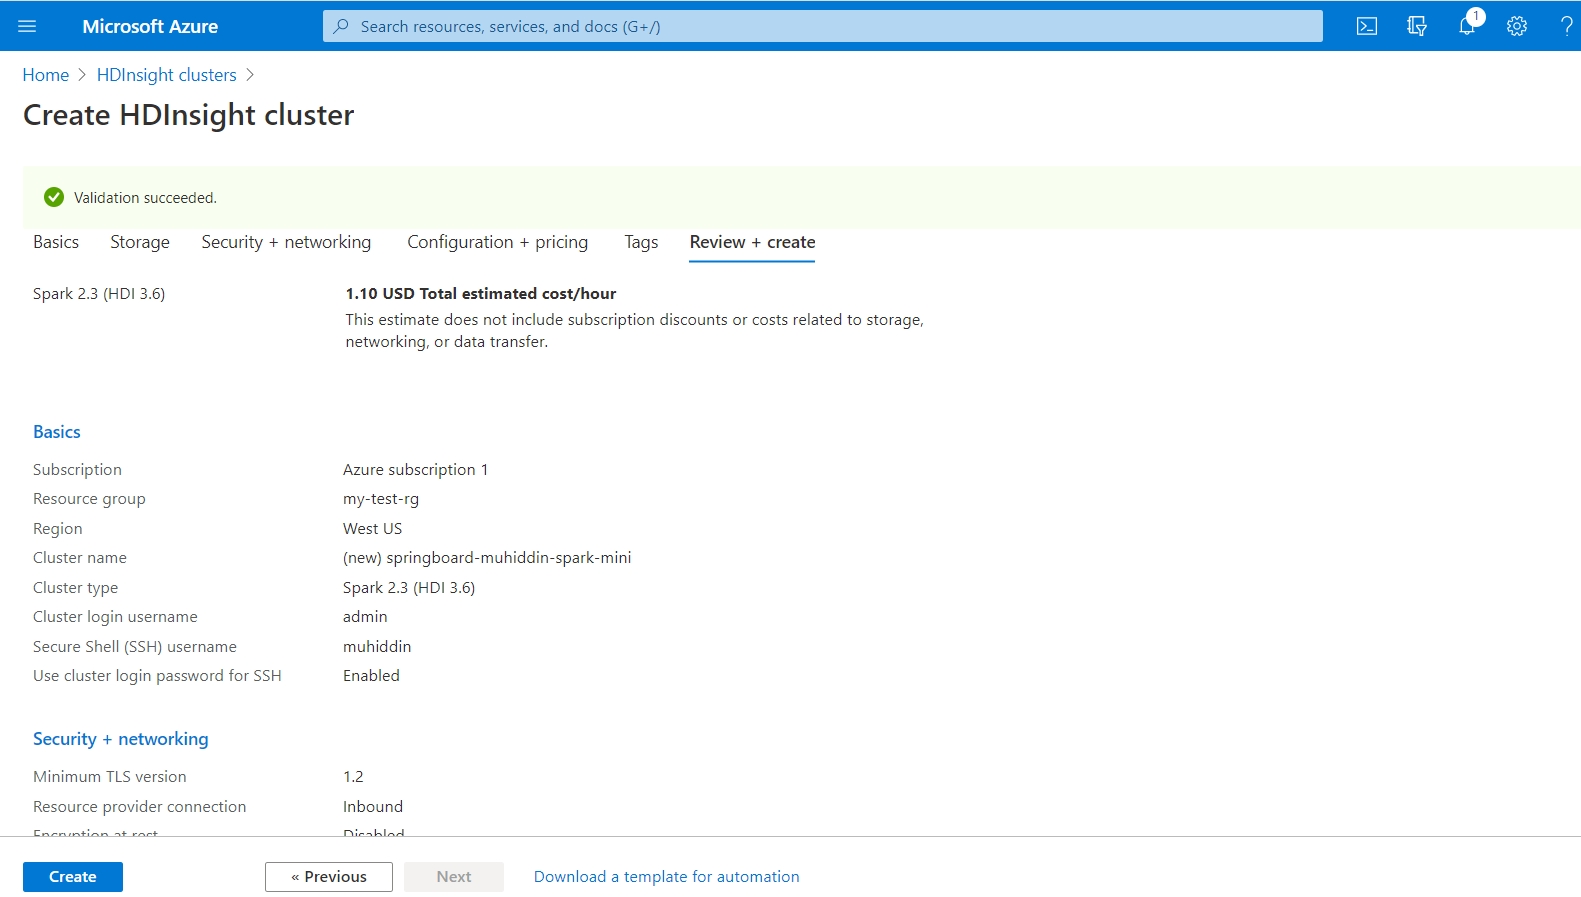 Microsoft Azure
Search resources, services, and docs (G+/)
1
Home > HDInsight clusters >
Create HDInsight cluster
Validation succeeded.
Basics Storage Security + networking Configuration + pricing Tags Review + create
Spark 2.3 (HDI 3.6)
1.10 USD Total estimated cost/hour
This estimate does not include subscription discounts or costs related to storage,
networking, or data transfer.
Basics
Subscription Azure subscription 1
Resource group my-test-rg
Region West US
Cluster name (new) springboard-muhiddin-spark-mini
Cluster type Spark 2.3 (HDI 3.6)
Cluster login username admin
Secure Shell (SSH) username muhiddin
Use cluster login password for SSH Enabled
Security + networking
Minimum TLS version 1.2
Resource provider connection Inbound
Encryption at rest Disabled
Create « Previous Next Download a template for automation